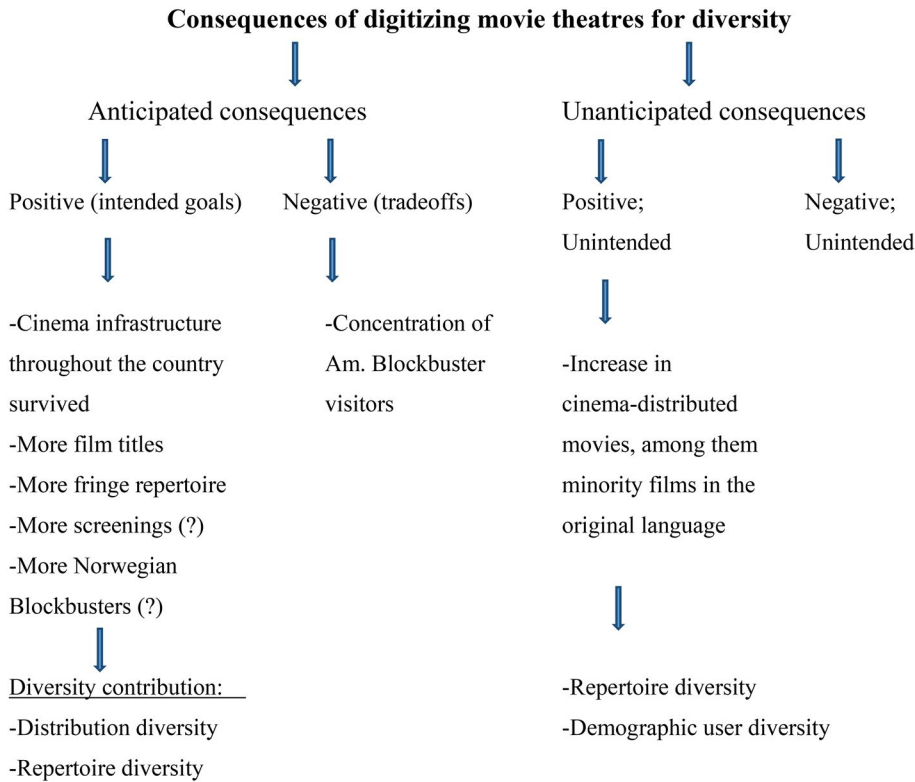 Consequences of digitizing movie theatres for diversity
Anticipated consequences
Unanticipated consequences
Positive (intended goals)
Negative (tradeoffs)
Positive;
Unintended
Negative;
Unintended
-Cinema infrastructure
throughout the country
survived
-More film titles
-More fringe repertoire
-More screenings (?)
-More Norwegian
Blockbusters (?)
-Concentration of
Am. Blockbuster
visitors
-Increase in
cinema-distributed
movies, among them
minority films in the
original language
Diversity contribution:
-Distribution diversity
-Repertoire diversity
-Repertoire diversity
-Demographic user diversity